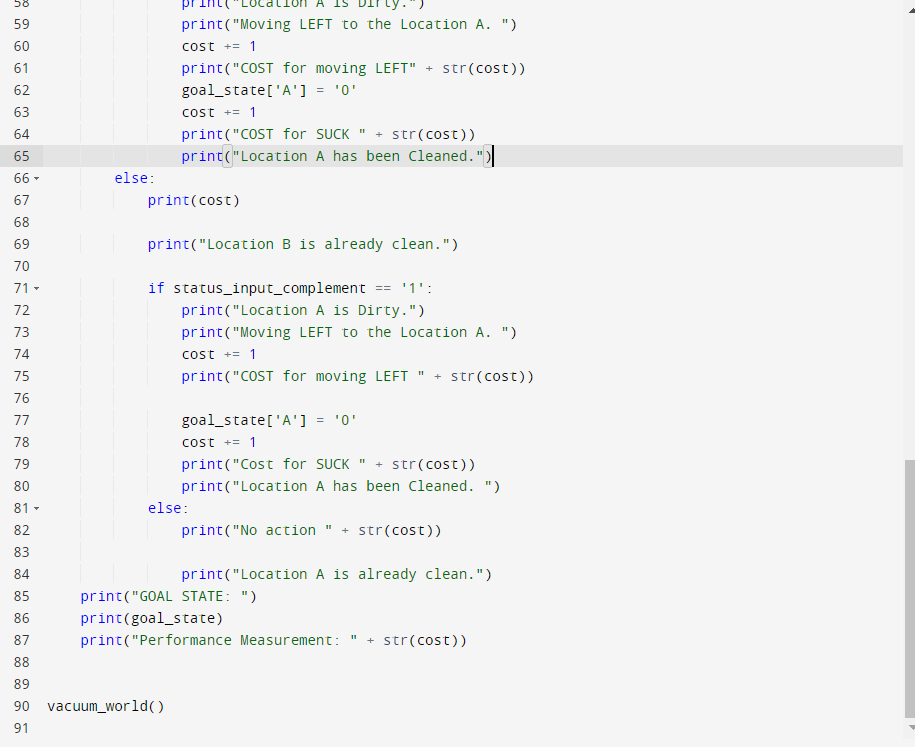 58                 print("Location A is Dirty.")
59                 print("Moving LEFT to the Location A. ")
60                 cost += 1
61                 print("COST for moving LEFT" + str(cost))
62                 goal_state['A'] = '0'
63                 cost += 1
64                 print("COST for SUCK " + str(cost))
65                 print("Location A has been Cleaned.")
66         else:
67             print(cost)
68
69             print("Location B is already clean.")
70
71             if status_input_complement == '1':
72                 print("Location A is Dirty.")
73                 print("Moving LEFT to the Location A. ")
74                 cost += 1
75                 print("COST for moving LEFT " + str(cost))
76
77                 goal_state['A'] = '0'
78                 cost += 1
79                 print("Cost for SUCK " + str(cost))
80                 print("Location A has been Cleaned. ")
81             else:
82                 print("No action " + str(cost))
83
84                 print("Location A is already clean.")
85     print("GOAL STATE: ")
86     print(goal_state)
87     print("Performance Measurement: " + str(cost))
88
89
90 vacuum_world()
91